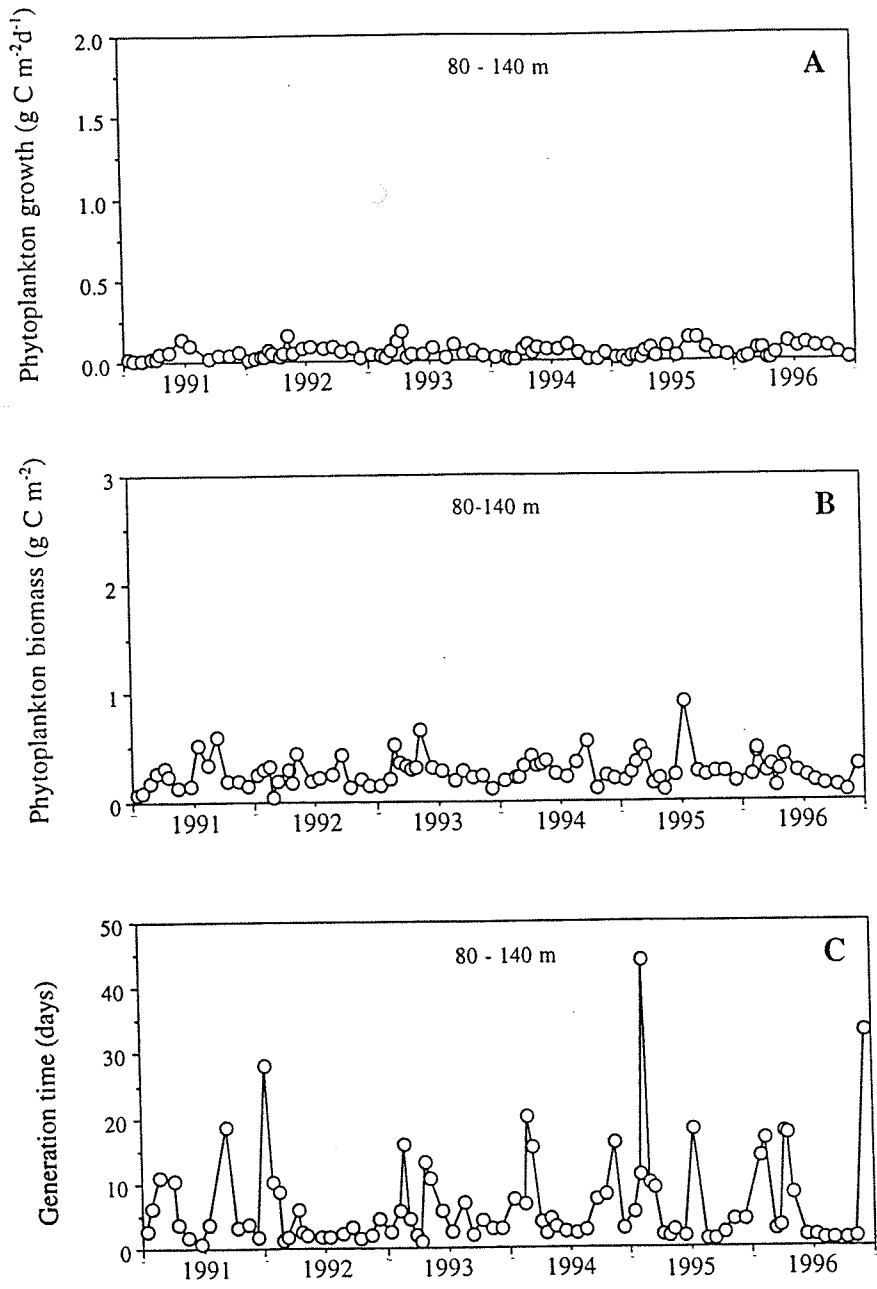 Phytoplankton growth (g C m⁻²d⁻¹)
2.0
1.5
1.0
0.5
0.0
80 - 140 m
A
1991 1992 1993 1994 1995 1996
Phytoplankton biomass (g C m⁻²)
3
2
1
0
80-140 m
B
1991 1992 1993 1994 1995 1996
Generation time (days)
50
40
30
20
10
0
80 - 140 m
C
1991 1992 1993 1994 1995 1996